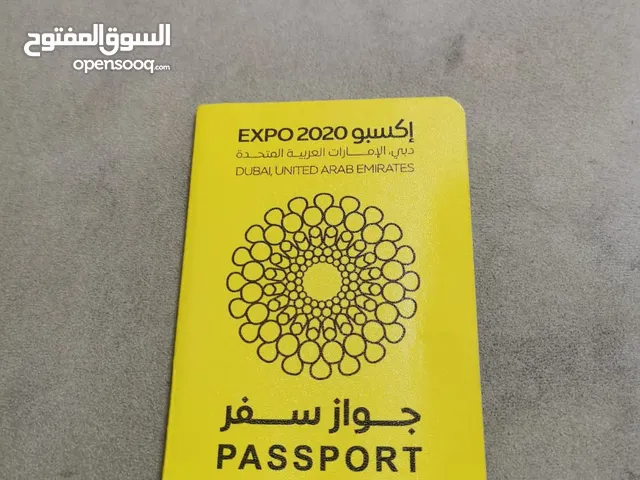 السوق المفتوح
opensooq.com
EXPO 2020 إكسبو
دبي، الإمارات العربية المتحدة
DUBAI, UNITED ARAB EMIRATES
جواز سفر
PASSPORT